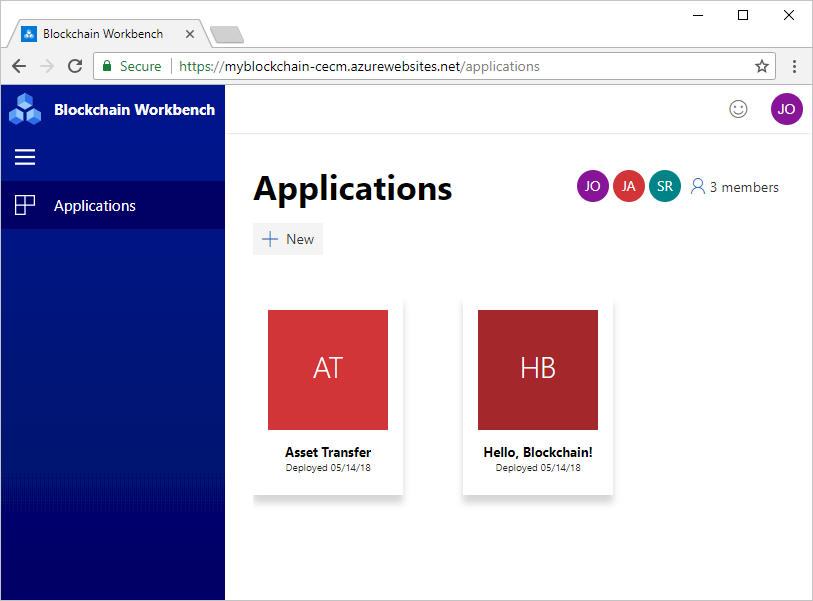 Blockchain Workbench
Secure https://myblockchain-cecm.azurewebsites.net/applications
Blockchain Workbench
JO
Applications
Applications
JO JA SR 3 members
New
AT
Asset Transfer
Deployed 05/14/18
HB
Hello, Blockchain!
Deployed 05/14/18